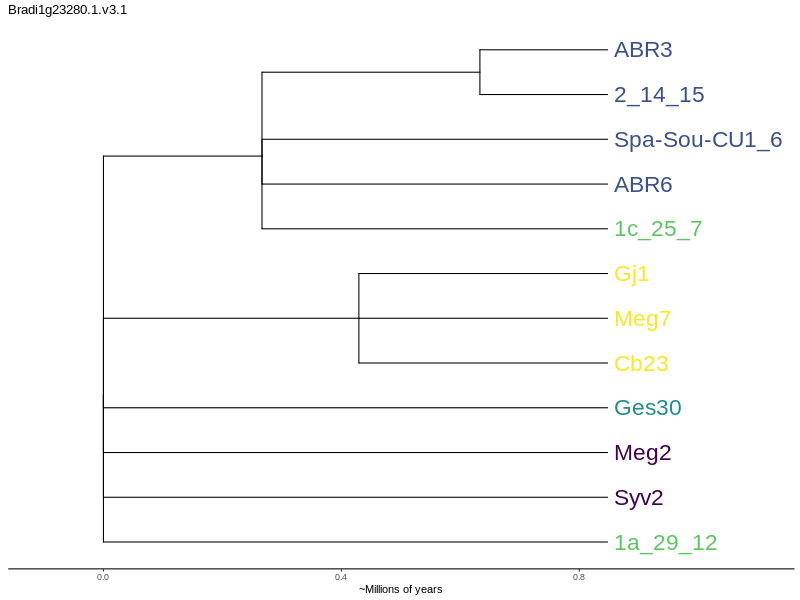 Bradi1g23280.1.v3.1
ABR3
2_14_15
Spa-Sou-CU1_6
ABR6
1c_25_7
Gj1
Meg7
Cb23
Ges30
Meg2
Syv2
1a_29_12
0.0 0.4 0.8
~Millions of years